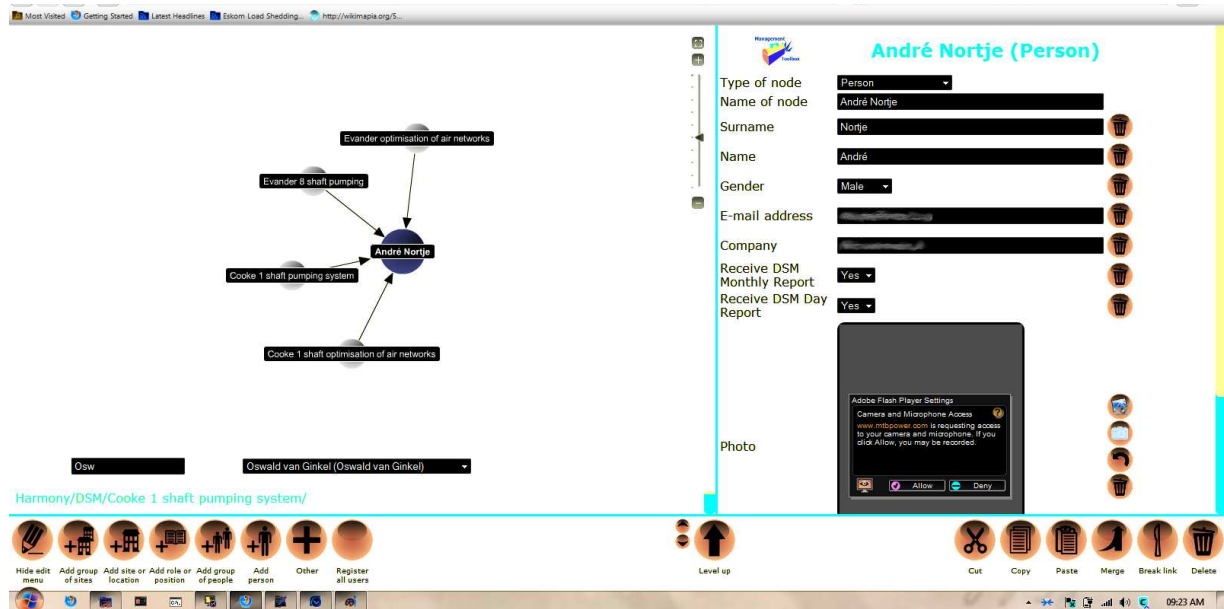 Most Visited Getting Started Latest Headlines Eskom Load Shedding... http://wikimapia.org/5...
Evander optimisation of air networks
Evander 8 shaft pumping
André Nortje
Cooke 1 shaft pumping system
Cooke 1 shaft optimisation of air networks
Osw
Oswald van Ginkel (Oswald van Ginkel)
Harmony/DSM/Cooke 1 shaft pumping system/
Management
Toolbox
André Nortje (Person)
Type of node Person
Name of node André Nortje
Surname Nortje
Name André
Gender Male
E-mail address
Company
Receive DSM
Monthly Report Yes
Receive DSM Day
Report Yes
Photo
Adobe Flash Player Settings
Camera and Microphone Access
www.mtbpower.com is requesting access
to your camera and microphone. If you
click Allow, you may be recorded.
Allow Deny
Hide edit
menu
Add group
of sites
Add site or
location
Add role or
position
Add group
of people
Add
person
Other
Register
all users
Level up
Cut
Copy
Paste
Merge
Break link
Delete
09:23 AM